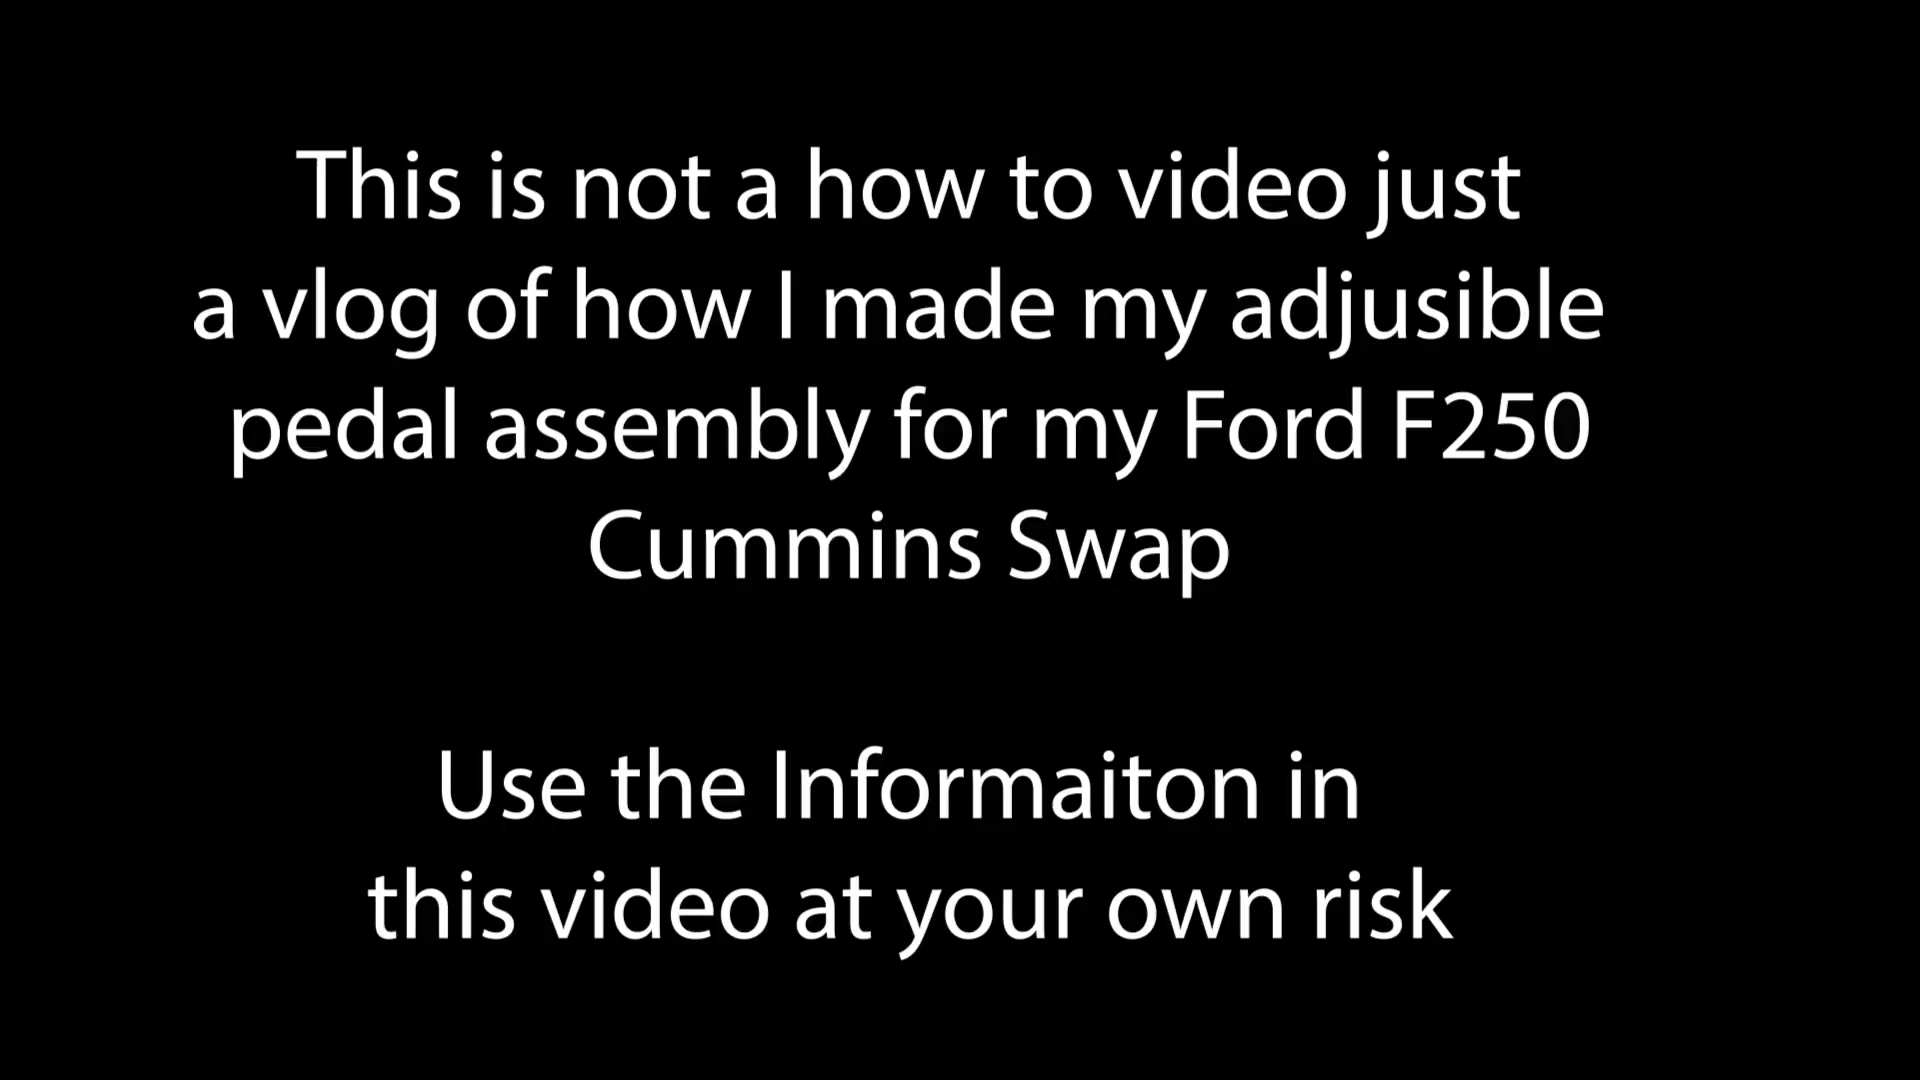 This is not a how to video just
a vlog of how I made my adjusible
pedal assembly for my Ford F250
Cummins Swap
Use the Informaiton in
this video at your own risk